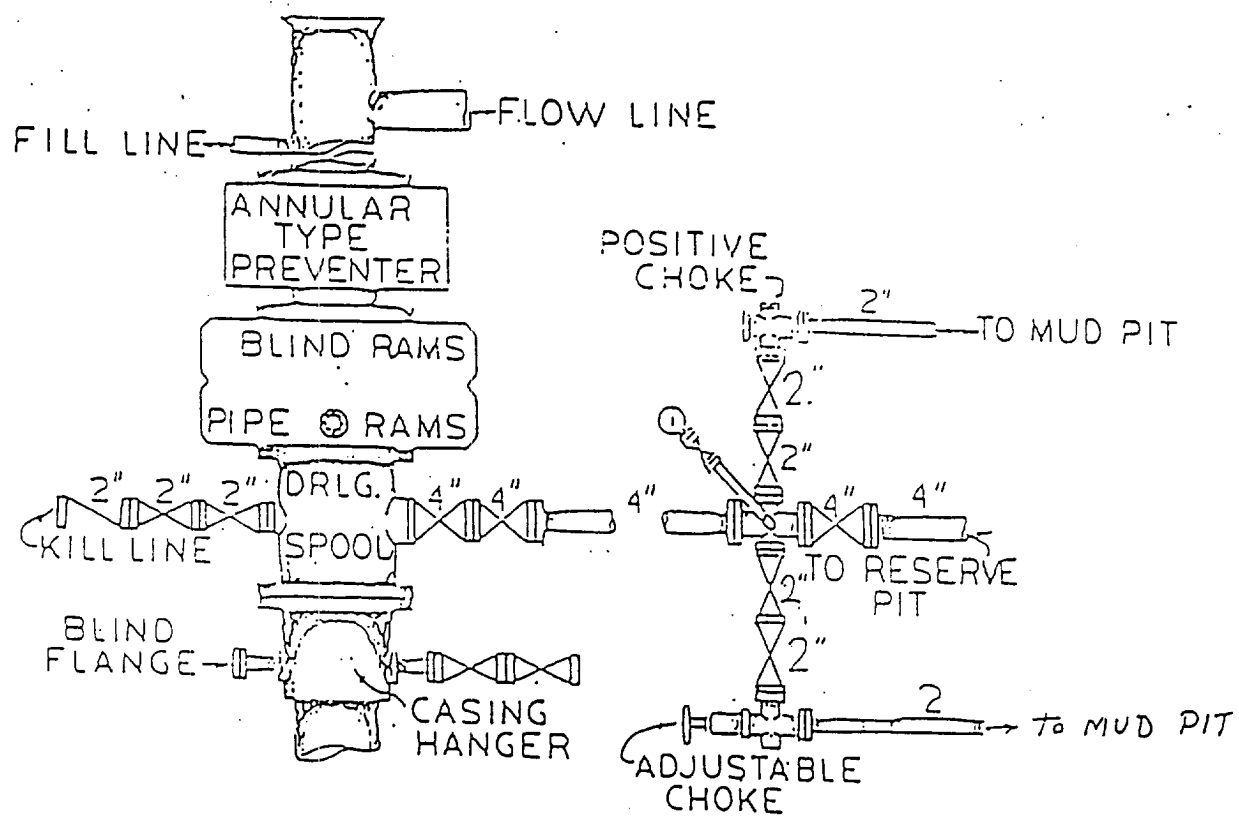 FLOW LINE
FILL LINE
ANNULAR
TYPE
PREVENTER
BLIND RAMS
PIPE RAMS
2" 2" 2"
DRLG.
SPOOL
4" 4"
KILL LINE
BLIND
FLANGE
CASING
HANGER
POSITIVE
CHOKE
2"
TO MUD PIT
2"
2"
1
4"
4"
TO RESERVE
PIT
2"
2"
2
To MUD PIT
ADJUSTABLE
CHOKE